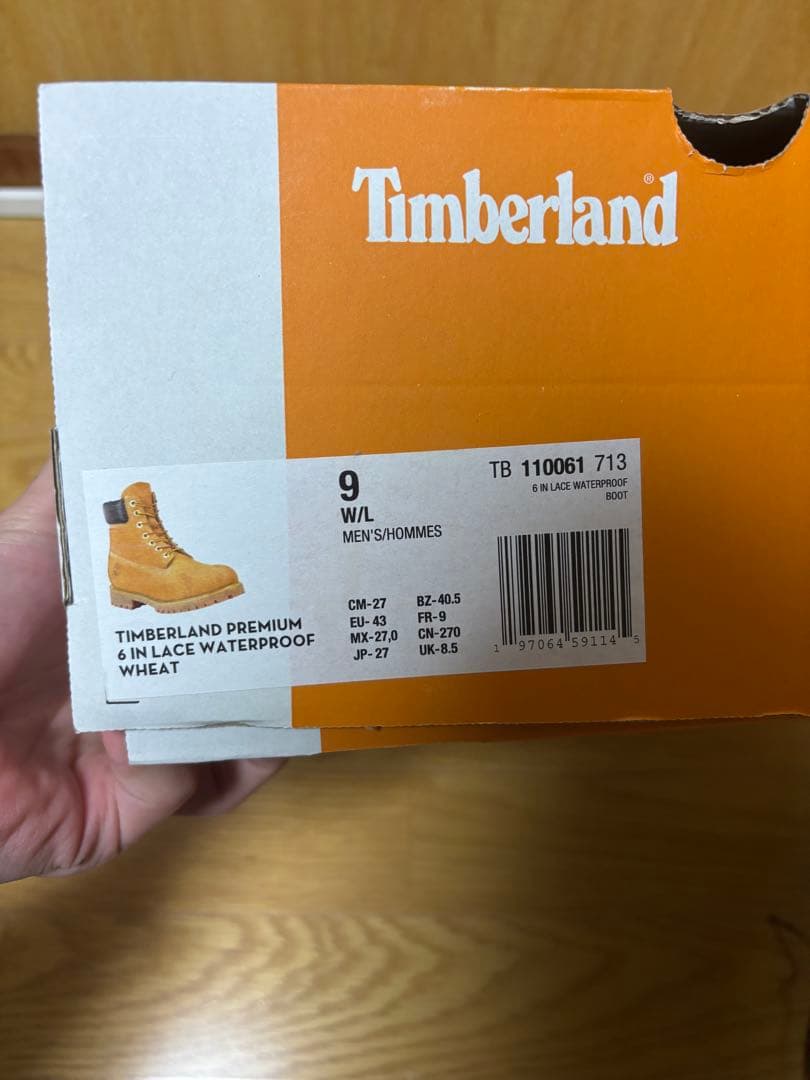 Timberland®
9
W/L
MEN'S/HOMMES
TB 110061 713
6 IN LACE WATERPROOF
BOOT
CM-27 BZ-40.5
EU- 43 FR-9
MX-27,0 CN-270
JP- 27 UK-8.5
1 97064 59114 5
TIMBERLAND PREMIUM
6 IN LACE WATERPROOF
WHEAT